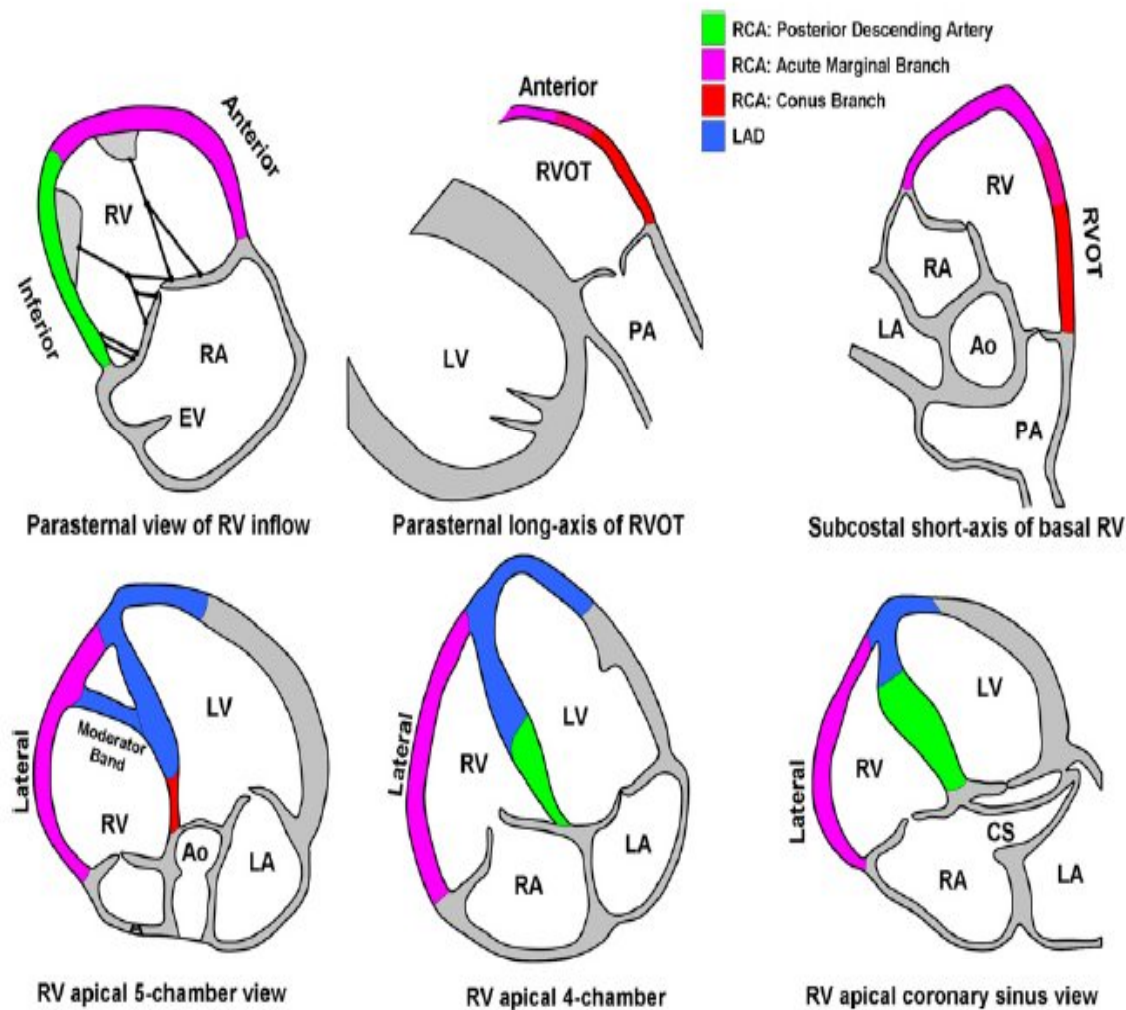 RCA: Posterior Descending Artery
RCA: Acute Marginal Branch
RCA: Conus Branch
LAD
Anterior
RV
Inferior
RA
EV
Parasternal view of RV inflow
Anterior
RVOT
LV
PA
Parasternal long-axis of RVOT
RV
RVOT
RA
LA
Ao
PA
Subcostal short-axis of basal RV
Lateral
LV
Moderator
Band
RV
Ao
LA
RV apical 5-chamber view
Lateral
LV
RV
RA
LA
RV apical 4-chamber
Lateral
LV
RV
CS
RA
LA
RV apical coronary sinus view